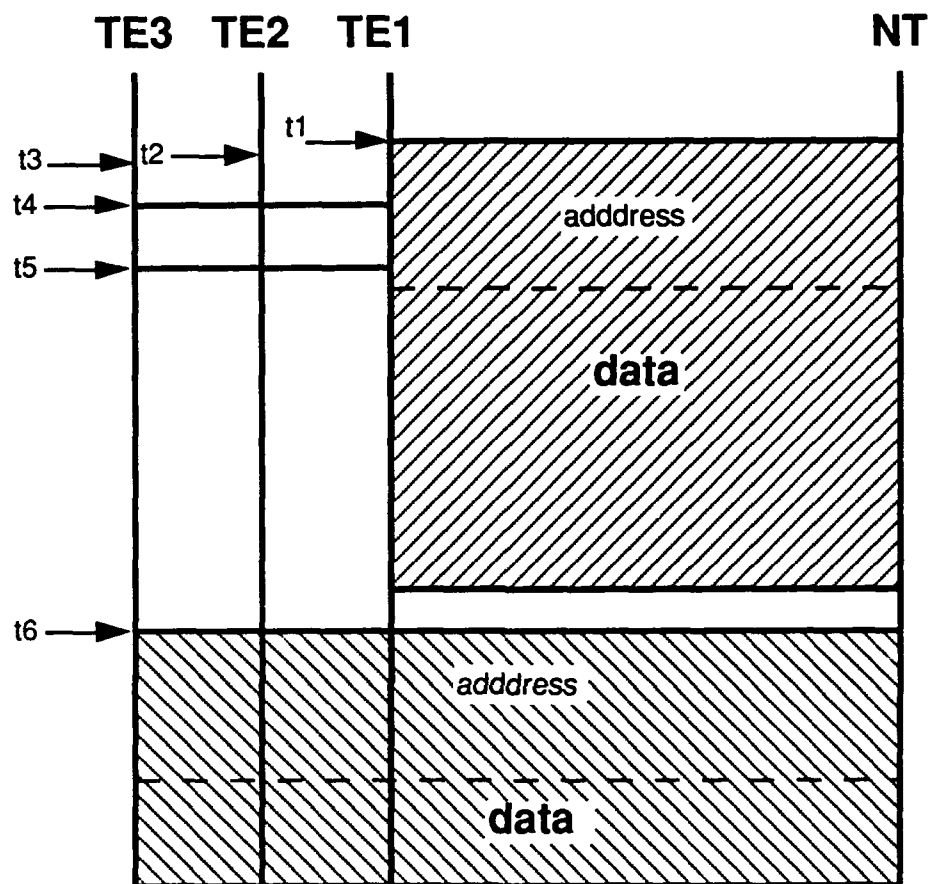 TE3 TE2 TE1 NT
t1
t3 t2
t4
adddress
t5
data
t6
adddress
data